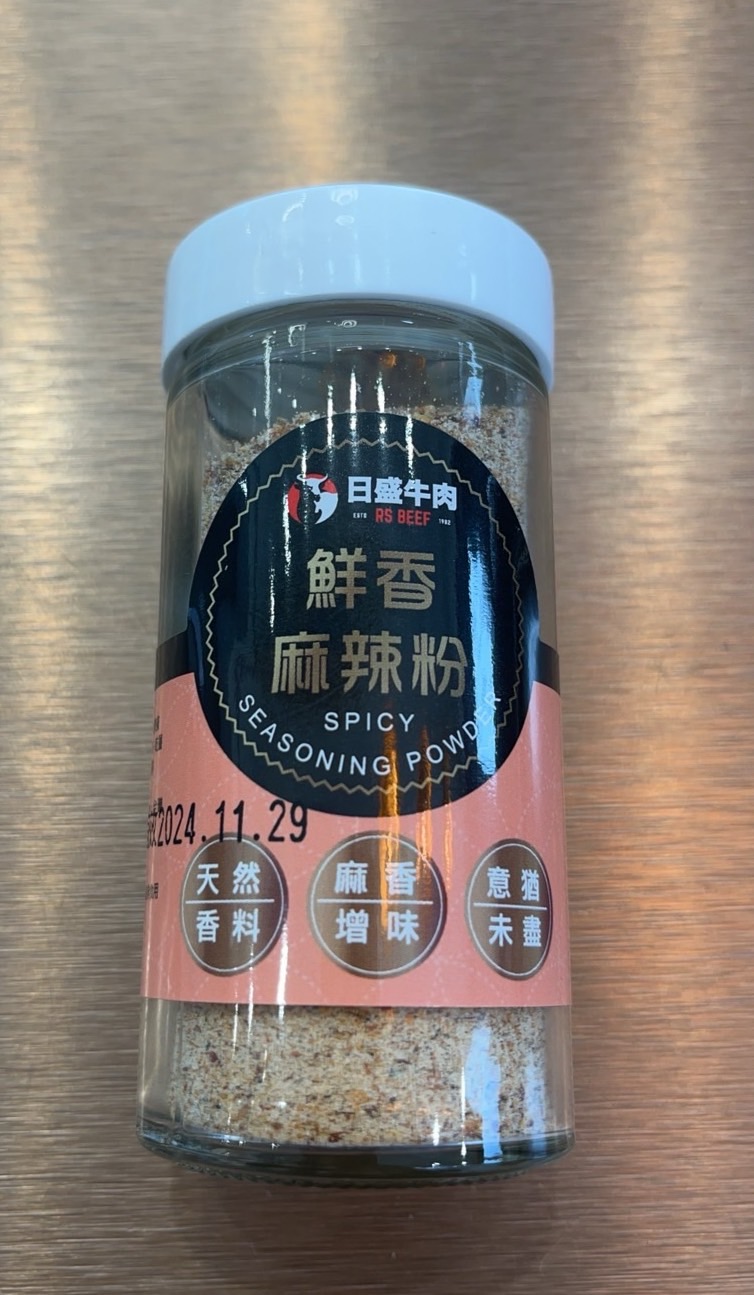 日盛牛肉
ESTD RS BEEF 1982
鮮香
麻辣粉
SPICY
SEASONING POWDER
2024.11.29
天然
香料
麻香
增味
意猶
未盡